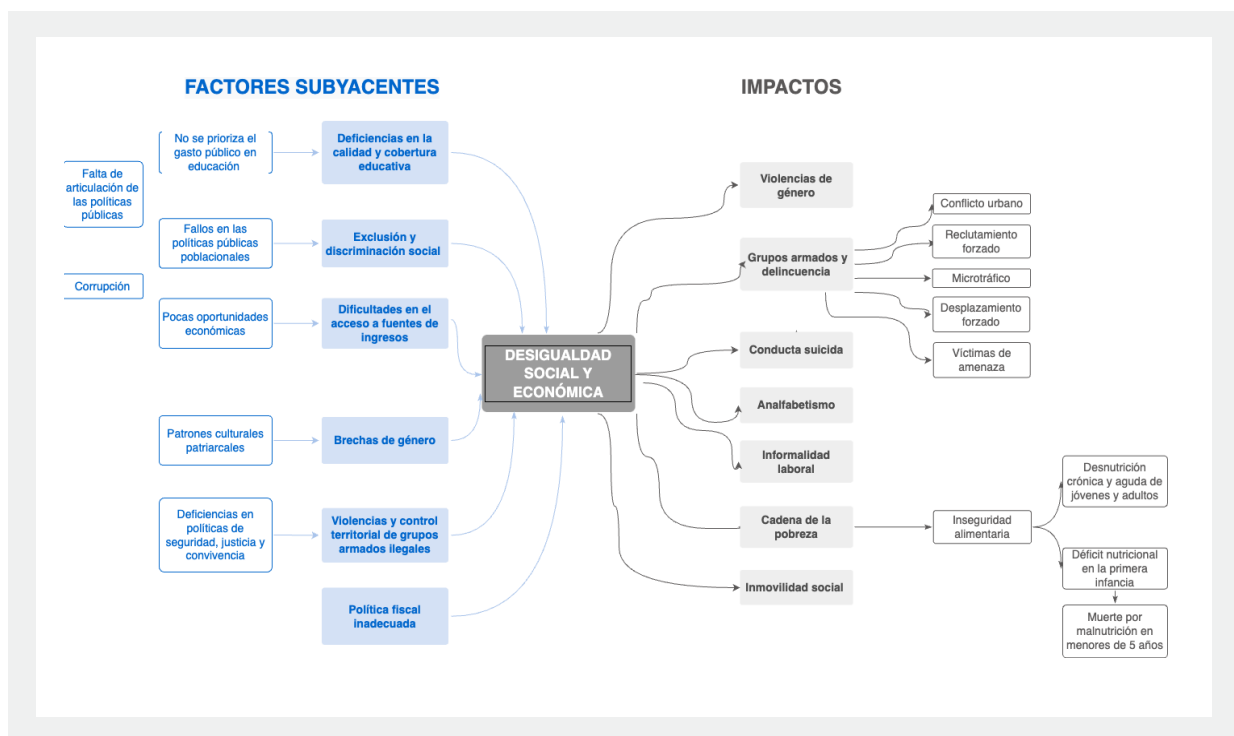 FACTORES SUBYACENTES
No se prioriza el
gasto público en
educación
Deficiencias en la
calidad y cobertura
educativa
Falta de
articulación de
las políticas
públicas
Fallos en las
políticas públicas
poblacionales
Exclusión y
discriminación social
Corrupción
Pocas oportunidades
económicas
Dificultades en el
acceso a fuentes de
ingresos
Patrones culturales
patriarcales
Brechas de género
Deficiencias en
políticas de
seguridad, justicia y
convivencia
Violencias y control
territorial de grupos
armados ilegales
Política fiscal
inadecuada
DESIGUALDAD
SOCIAL Y
ECONÓMICA
IMPACTOS
Violencias de
género
Grupos armados y
delincuencia
Conflicto urbano
Reclutamiento
forzado
Microtráfico
Desplazamiento
forzado
Víctimas de
amenaza
Conducta suicida
Analfabetismo
Informalidad
laboral
Cadena de la
pobreza
Inseguridad
alimentaria
Desnutrición
crónica y aguda de
jóvenes y adultos
Déficit nutricional
en la primera
infancia
Muerte por
malnutrición en
menores de 5 años
Inmovilidad social